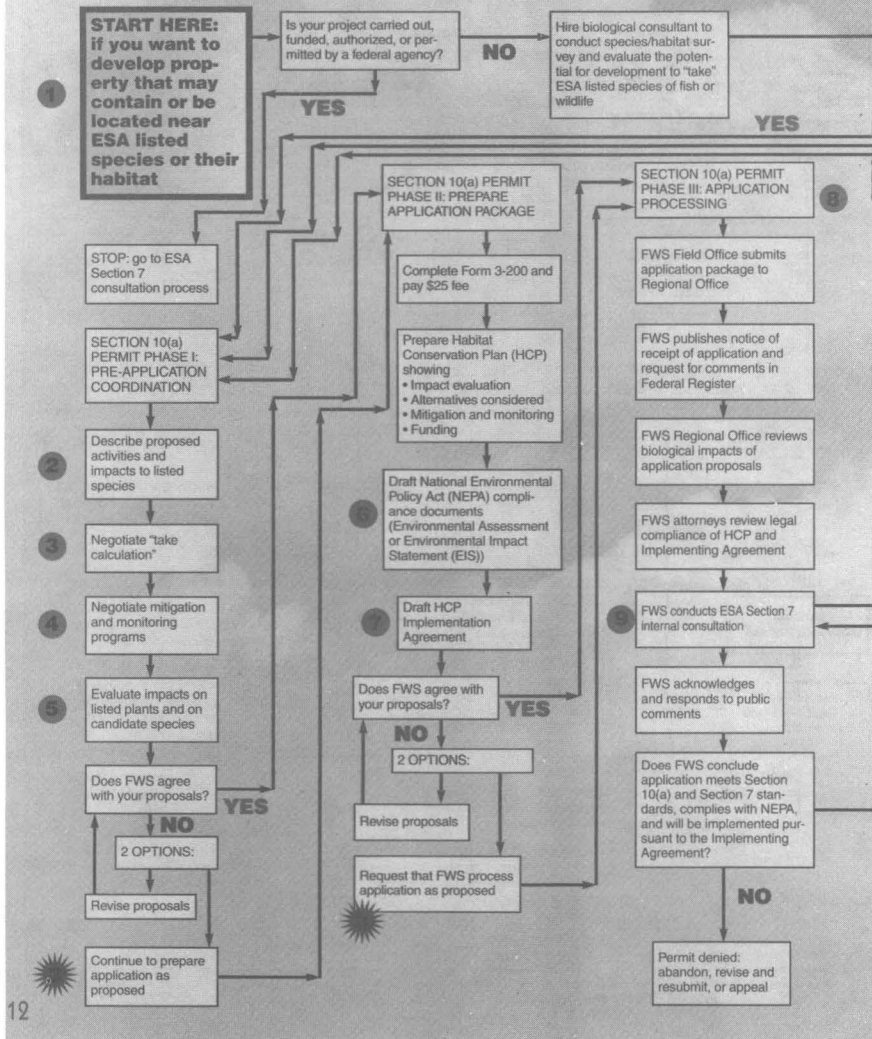 START HERE:
if you want to
develop prop-
erty that may
contain or be
located near
ESA listed
species or their
habitat
1
Is your project carried out,
funded, authorized, or per-
mitted by a federal agency?
NO
YES
Hire biological consultant to
conduct species/habitat sur-
vey and evaluate the poten-
tial for development to "take"
ESA listed species of fish or
wildlife
YES
STOP: go to ESA
Section 7
consultation process
SECTION 10(a)
PERMIT PHASE I:
PRE-APPLICATION
COORDINATION
2
Describe proposed
activities and
impacts to listed
species
3
Negotiate "take
calculation"
4
Negotiate mitigation
and monitoring
programs
5
Evaluate impacts on
listed plants and on
candidate species
Does FWS agree
with your proposals?
YES
NO
2 OPTIONS:
Revise proposals
Continue to prepare
application as
proposed
SECTION 10(a) PERMIT
PHASE II: PREPARE
APPLICATION PACKAGE
Complete Form 3-200 and
pay $25 fee
Prepare Habitat
Conservation Plan (HCP)
showing
• Impact evaluation
• Alternatives considered
• Mitigation and monitoring
• Funding
6
Draft National Environmental
Policy Act (NEPA) compli-
ance documents
(Environmental Assessment
or Environmental Impact
Statement (EIS))
7
Draft HCP
Implementation
Agreement
Does FWS agree with
your proposals?
YES
NO
2 OPTIONS:
Revise proposals
Request that FWS process
application as proposed
SECTION 10(a) PERMIT
PHASE III: APPLICATION
PROCESSING
8
FWS Field Office submits
application package to
Regional Office
FWS publishes notice of
receipt of application and
request for comments in
Federal Register
FWS Regional Office reviews
biological impacts of
application proposals
FWS attorneys review legal
compliance of HCP and
Implementing Agreement
9
FWS conducts ESA Section 7
internal consultation
FWS acknowledges
and responds to public
comments
Does FWS conclude
application meets Section
10(a) and Section 7 stan-
dards, complies with NEPA,
and will be implemented pur-
suant to the Implementing
Agreement?
NO
Permit denied:
abandon, revise and
resubmit, or appeal
12